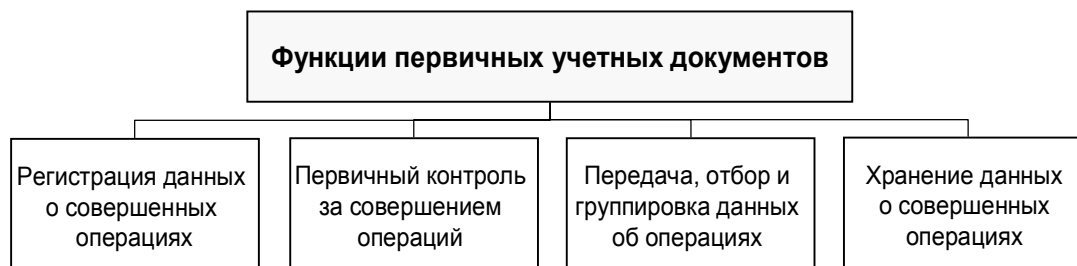 Функции первичных учетных документов
Регистрация данных
о совершенных
операциях
Первичный контроль
за совершением
операций
Передача, отбор и
группировка данных
об операциях
Хранение данных
о совершенных
операциях